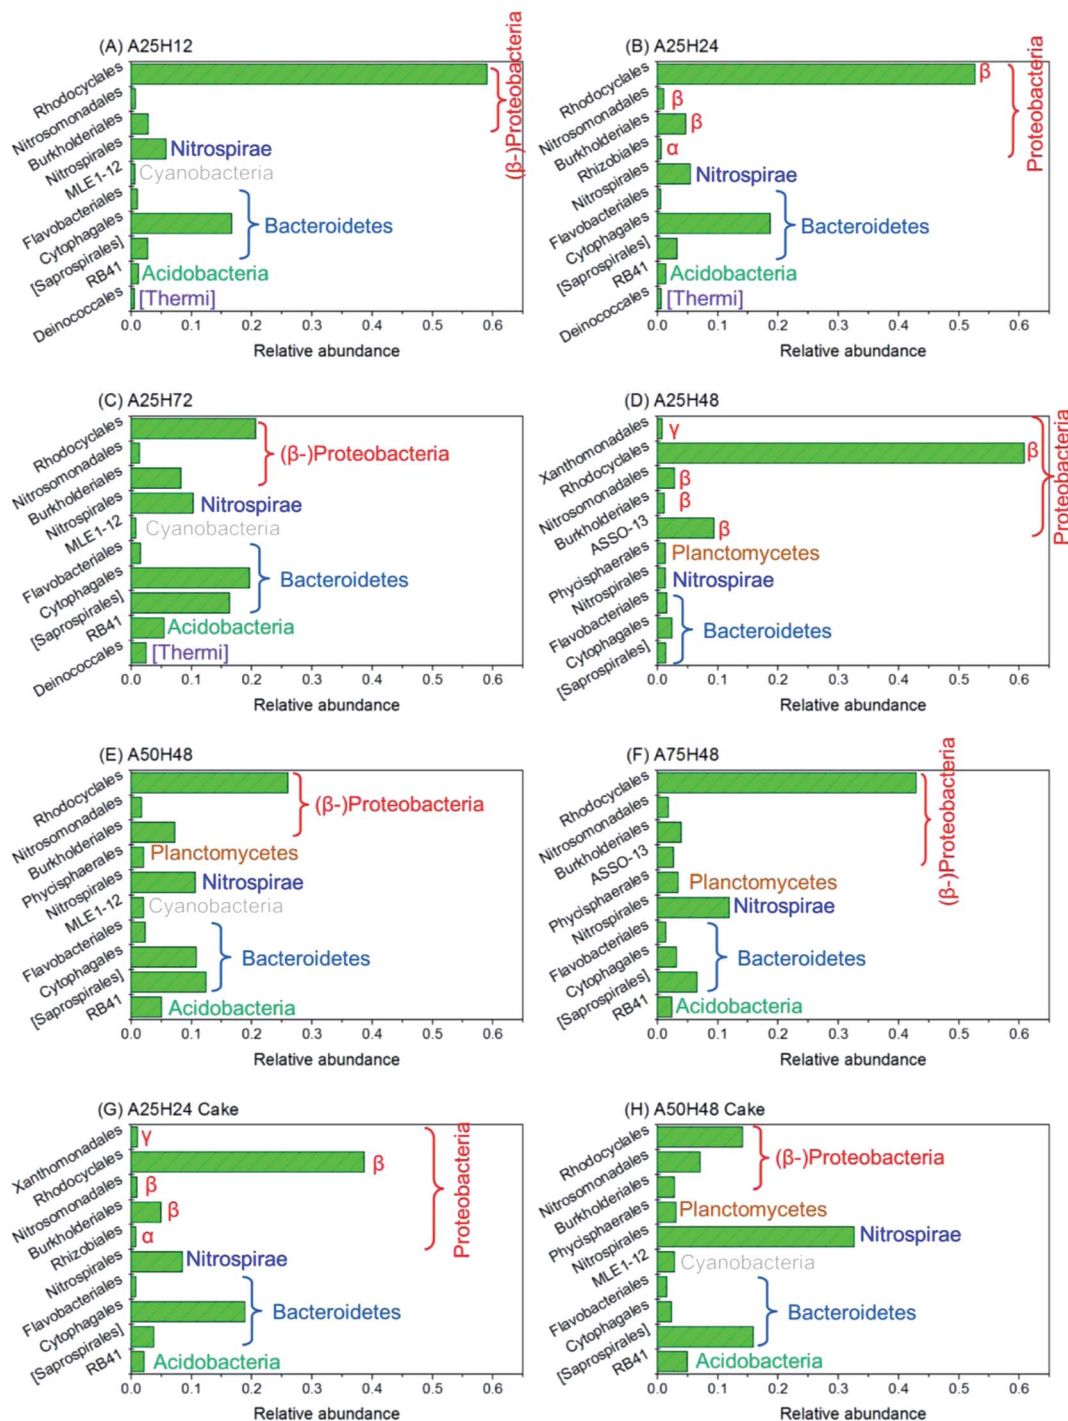 (A) A25H12
Rhodocyclales
Nitrosomonadales
Burkholderiales
Nitrospirales
MLE1-12
Flavobacteriales
Cytophagales
[Saprospirales]
RB41
Deinococcales
(β-)Proteobacteria
Nitrospirae
Cyanobacteria
Bacteroidetes
Acidobacteria
[Thermi]
0.0 0.1 0.2 0.3 0.4 0.5 0.6
Relative abundance
(B) A25H24
Rhodocyclales
Nitrosomonadales
Burkholderiales
Rhizobiales
Nitrospirales
Flavobacteriales
Cytophagales
[Saprospirales]
RB41
Deinococcales
β
β
β
α
Proteobacteria
Nitrospirae
Bacteroidetes
Acidobacteria
[Thermi]
0.0 0.1 0.2 0.3 0.4 0.5 0.6
Relative abundance
(C) A25H72
Rhodocyclales
Nitrosomonadales
Burkholderiales
Nitrospirales
MLE1-12
Flavobacteriales
Cytophagales
[Saprospirales]
RB41
Deinococcales
(β-)Proteobacteria
Nitrospirae
Cyanobacteria
Bacteroidetes
Acidobacteria
[Thermi]
0.0 0.1 0.2 0.3 0.4 0.5 0.6
Relative abundance
(D) A25H48
Xanthomonadales
Rhodocyclales
Nitrosomonadales
Burkholderiales
ASSO-13
Phycisphaerales
Nitrospirales
Flavobacteriales
Cytophagales
[Saprospirales]
γ
β
β
β
β
Proteobacteria
Planctomycetes
Nitrospirae
Bacteroidetes
0.0 0.1 0.2 0.3 0.4 0.5 0.6
Relative abundance
(E) A50H48
Rhodocyclales
Nitrosomonadales
Burkholderiales
Phycisphaerales
Nitrospirales
MLE1-12
Flavobacteriales
Cytophagales
[Saprospirales]
RB41
(β-)Proteobacteria
Planctomycetes
Nitrospirae
Cyanobacteria
Bacteroidetes
Acidobacteria
0.0 0.1 0.2 0.3 0.4 0.5 0.6
Relative abundance
(F) A75H48
Rhodocyclales
Nitrosomonadales
Burkholderiales
ASSO-13
Phycisphaerales
Nitrospirales
Flavobacteriales
Cytophagales
[Saprospirales]
RB41
(β-)Proteobacteria
Planctomycetes
Nitrospirae
Bacteroidetes
Acidobacteria
0.0 0.1 0.2 0.3 0.4 0.5 0.6
Relative abundance
(G) A25H24 Cake
Xanthomonadales
Rhodocyclales
Nitrosomonadales
Burkholderiales
Rhizobiales
Nitrospirales
Flavobacteriales
Cytophagales
[Saprospirales]
RB41
γ
β
β
β
α
Proteobacteria
Nitrospirae
Bacteroidetes
Acidobacteria
0.0 0.1 0.2 0.3 0.4 0.5 0.6
Relative abundance
(H) A50H48 Cake
Rhodocyclales
Nitrosomonadales
Burkholderiales
Phycisphaerales
Nitrospirales
MLE1-12
Flavobacteriales
Cytophagales
[Saprospirales]
RB41
(β-)Proteobacteria
Planctomycetes
Nitrospirae
Cyanobacteria
Bacteroidetes
Acidobacteria
0.0 0.1 0.2 0.3 0.4 0.5 0.6
Relative abundance